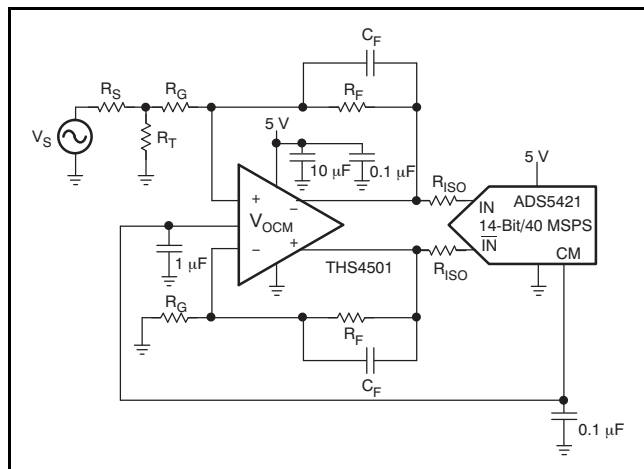 C_F
R_S
R_G
R_F
V_S
R_T
5 V
10 µF
0.1 µF
+
−
V_OCM
−
+
THS4501
1 µF
R_ISO
R_ISO
5 V
ADS5421
IN 14-Bit/40 MSPS
I̅N̅
CM
R_G
R_F
C_F
0.1 µF